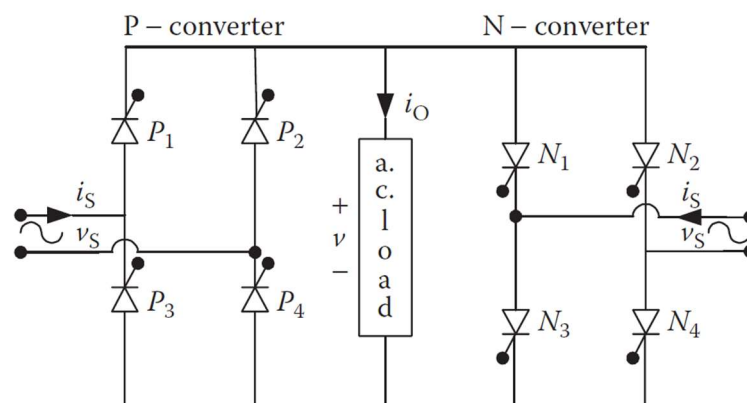 P – converter
N – converter
P1
P2
iO
N1
N2
iS
vS
+
v
−
a.
c.
l
o
a
d
iS
vS
P3
P4
N3
N4